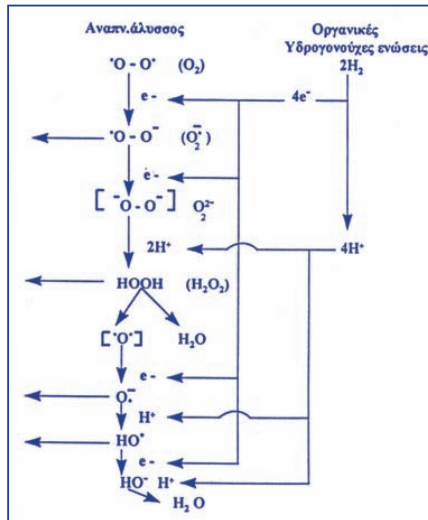 Αναπν.άλυσσος
Οργανικές
Υδρογονούχες ενώσεις
2H₂
•O - O• (O₂)
e - 4e⁻
•O - O⁻ (O₂•⁻)
e -
[⁻O - O⁻] O₂²⁻
2H⁺ 4H⁺
HOOH (H₂O₂)
[•O•] H₂O
e -
O•⁻
H⁺
HO•
e -
HO⁻ H⁺
H₂O